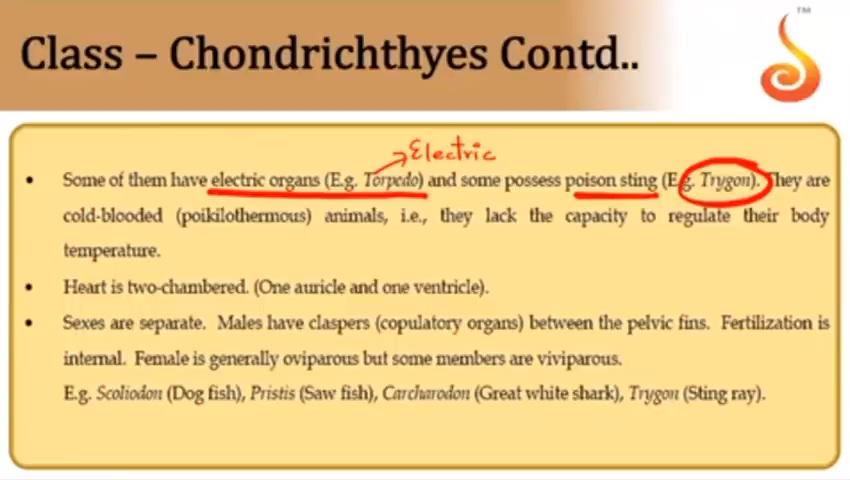 Class – Chondrichthyes Contd..
TM
Electric
• Some of them have electric organs (E.g. Torpedo) and some possess poison sting (E.g. Trygon). They are
cold-blooded (poikilothermous) animals, i.e., they lack the capacity to regulate their body
temperature.
• Heart is two-chambered. (One auricle and one ventricle).
• Sexes are separate. Males have claspers (copulatory organs) between the pelvic fins. Fertilization is
internal. Female is generally oviparous but some members are viviparous.
E.g. Scoliodon (Dog fish), Pristis (Saw fish), Carcharodon (Great white shark), Trygon (Sting ray).